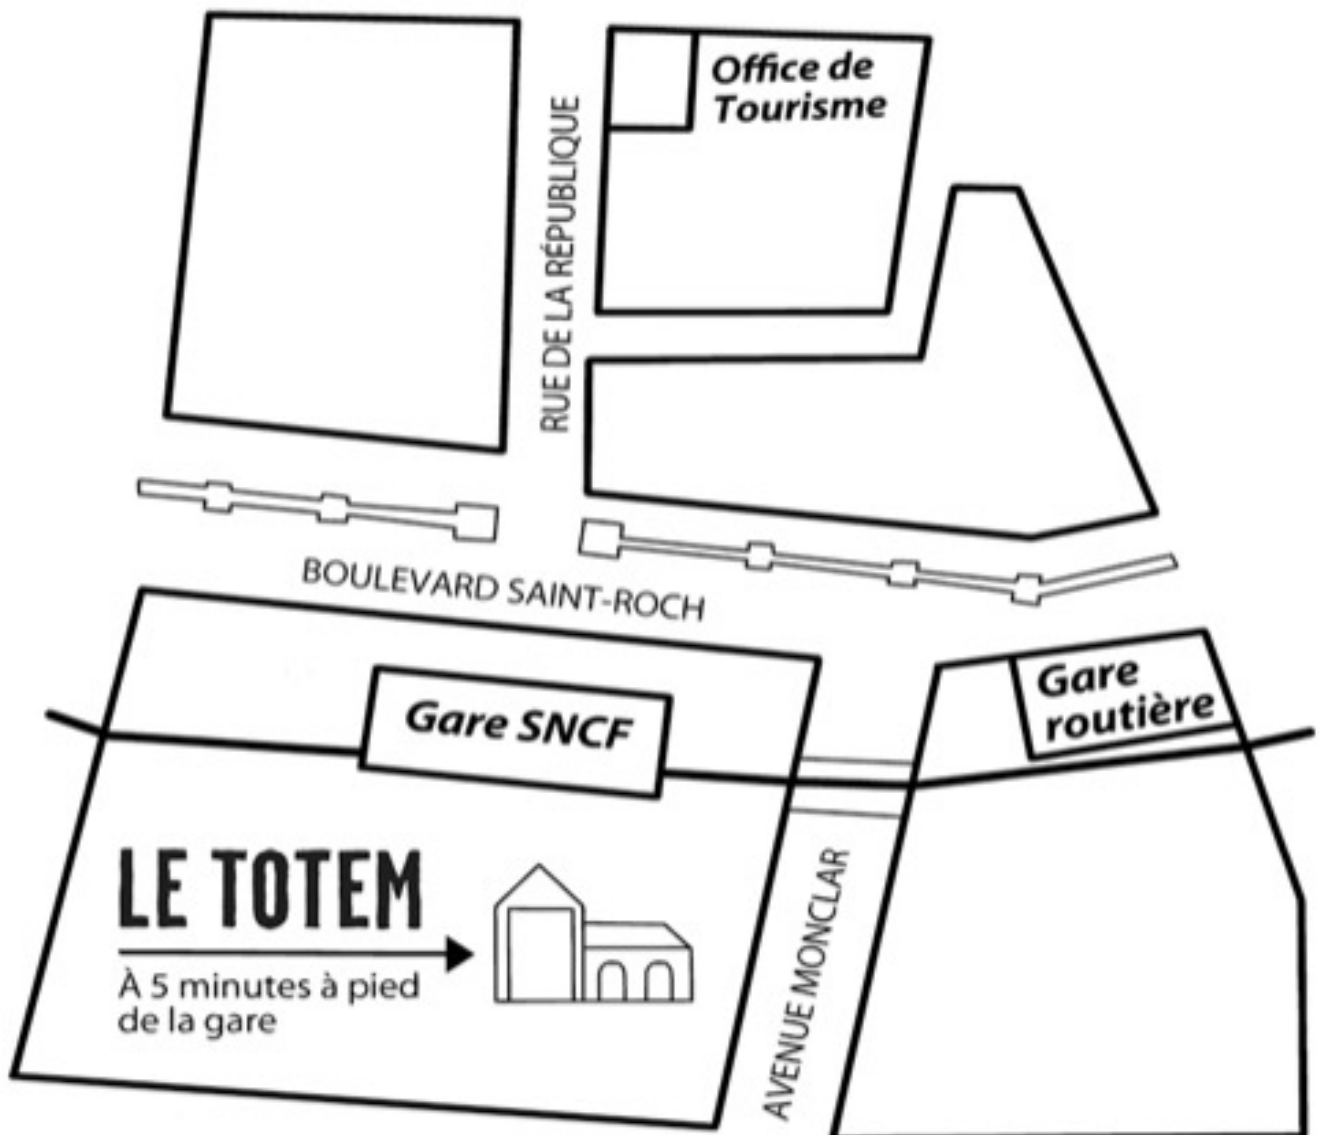 Office de
Tourisme
RUE DE LA RÉPUBLIQUE
BOULEVARD SAINT-ROCH
Gare SNCF
Gare
routière
LE TOTEM
À 5 minutes à pied
de la gare
AVENUE MONCLAR